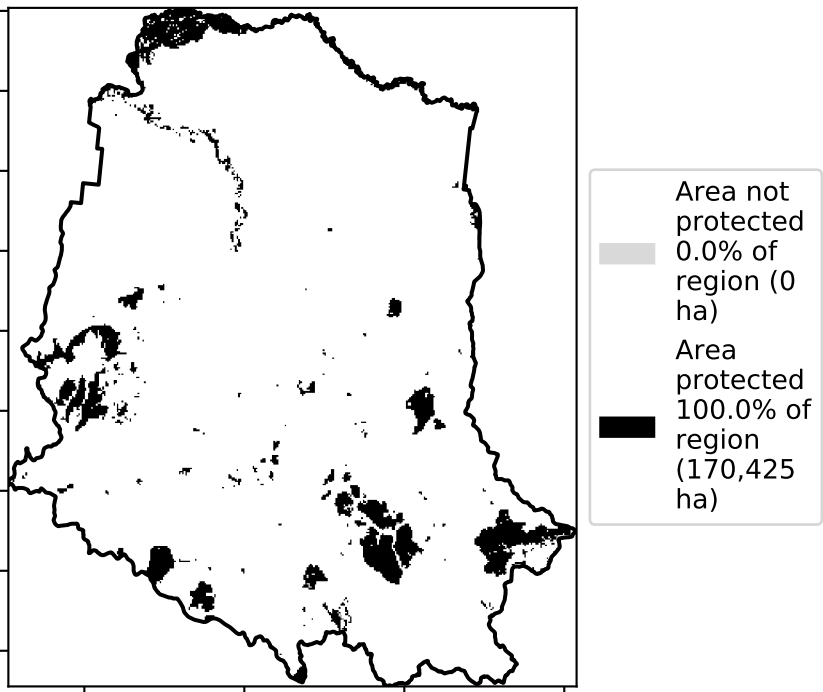 Area not
protected
0.0% of
region (0
ha)
Area
protected
100.0% of
region
(170,425
ha)